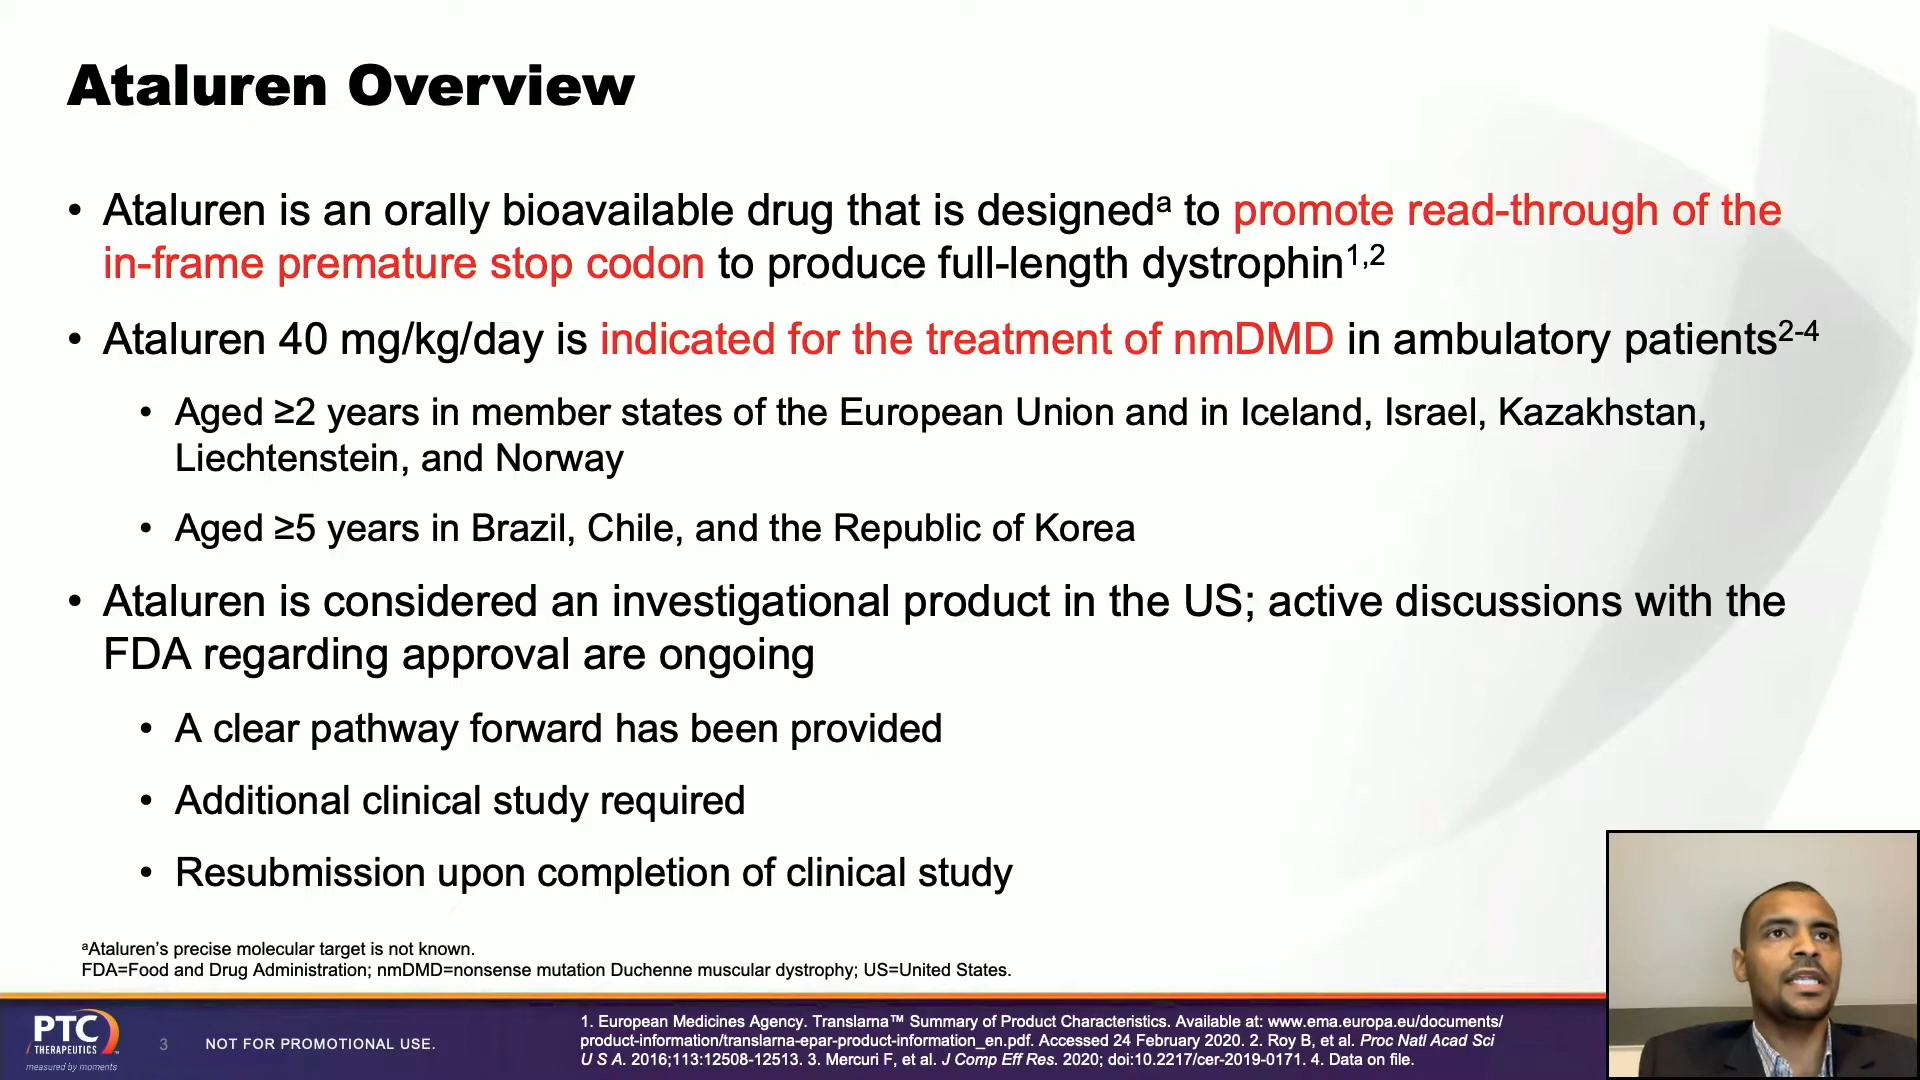 Ataluren Overview
• Ataluren is an orally bioavailable drug that is designedᵃ to promote read-through of the
in-frame premature stop codon to produce full-length dystrophin¹,²
• Ataluren 40 mg/kg/day is indicated for the treatment of nmDMD in ambulatory patients²⁻⁴
• Aged ≥2 years in member states of the European Union and in Iceland, Israel, Kazakhstan,
Liechtenstein, and Norway
• Aged ≥5 years in Brazil, Chile, and the Republic of Korea
• Ataluren is considered an investigational product in the US; active discussions with the
FDA regarding approval are ongoing
• A clear pathway forward has been provided
• Additional clinical study required
• Resubmission upon completion of clinical study
ᵃAtaluren’s precise molecular target is not known.
FDA=Food and Drug Administration; nmDMD=nonsense mutation Duchenne muscular dystrophy; US=United States.
PTC
THERAPEUTICS
measured by moments
3
NOT FOR PROMOTIONAL USE.
1. European Medicines Agency. Translarna™ Summary of Product Characteristics. Available at: www.ema.europa.eu/documents/
product-information/translarna-epar-product-information_en.pdf. Accessed 24 February 2020. 2. Roy B, et al. Proc Natl Acad Sci
U S A. 2016;113:12508-12513. 3. Mercuri F, et al. J Comp Eff Res. 2020; doi:10.2217/cer-2019-0171. 4. Data on file.